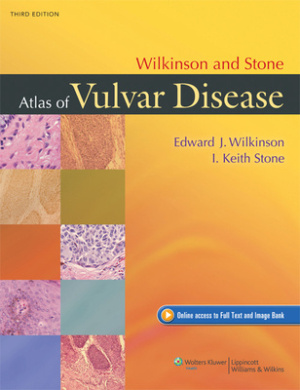 THIRD EDITION
Wilkinson and Stone
Atlas of Vulvar Disease
Edward J. Wilkinson
I. Keith Stone
Online access to Full Text and Image Bank
Wolters Kluwer | Lippincott
Williams & Wilkins